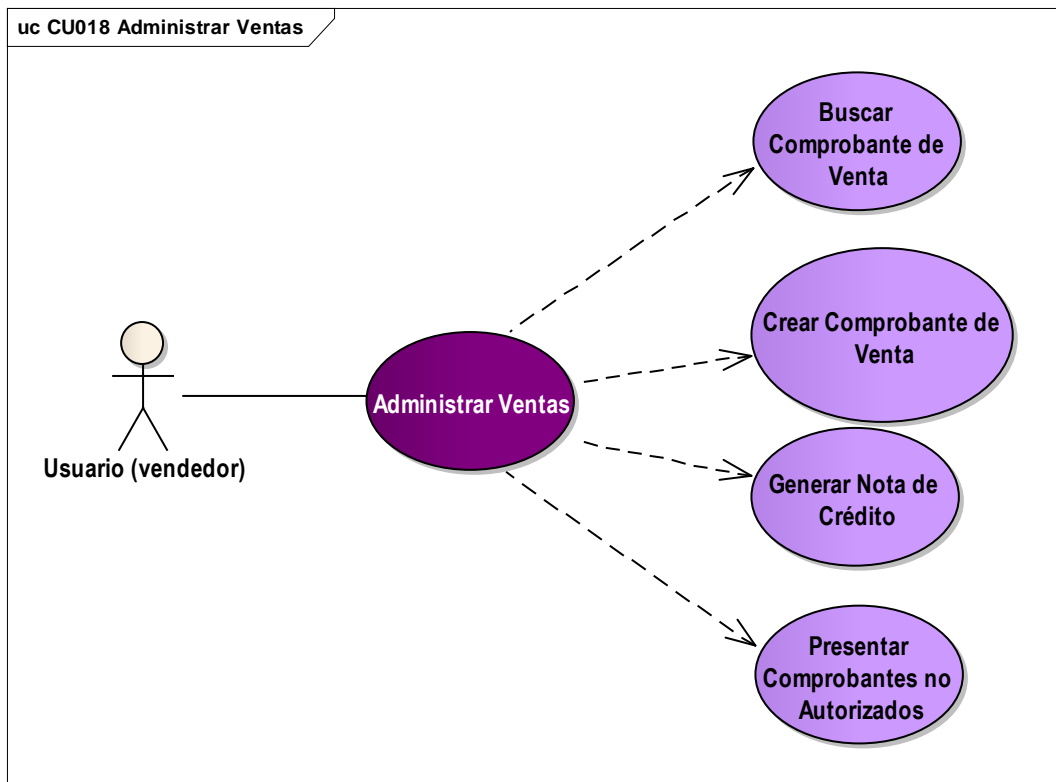 uc CU018 Administrar Ventas
Buscar
Comprobante de
Venta
Crear Comprobante de
Venta
Administrar Ventas
Usuario (vendedor)
Generar Nota de
Crédito
Presentar
Comprobantes no
Autorizados